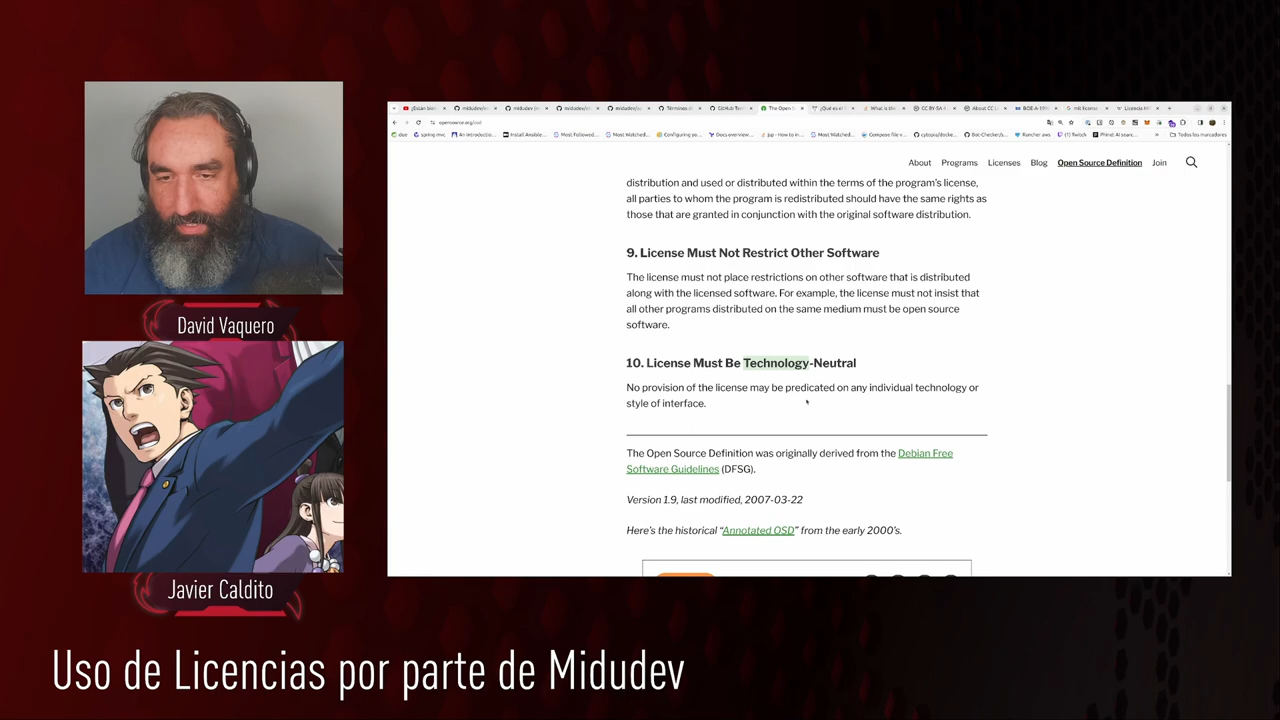 David Vaquero
Javier Caldito
Uso de Licencias por parte de Midudev
opensource.org/osd
Todos los marcadores
About Programs Licenses Blog Open Source Definition Join
distribution and used or distributed within the terms of the program's license,
all parties to whom the program is redistributed should have the same rights as
those that are granted in conjunction with the original software distribution.
9. License Must Not Restrict Other Software
The license must not place restrictions on other software that is distributed
along with the licensed software. For example, the license must not insist that
all other programs distributed on the same medium must be open source
software.
10. License Must Be Technology-Neutral
No provision of the license may be predicated on any individual technology or
style of interface.
The Open Source Definition was originally derived from the Debian Free
Software Guidelines (DFSG).
Version 1.9, last modified, 2007-03-22
Here's the historical “Annotated OSD” from the early 2000's.